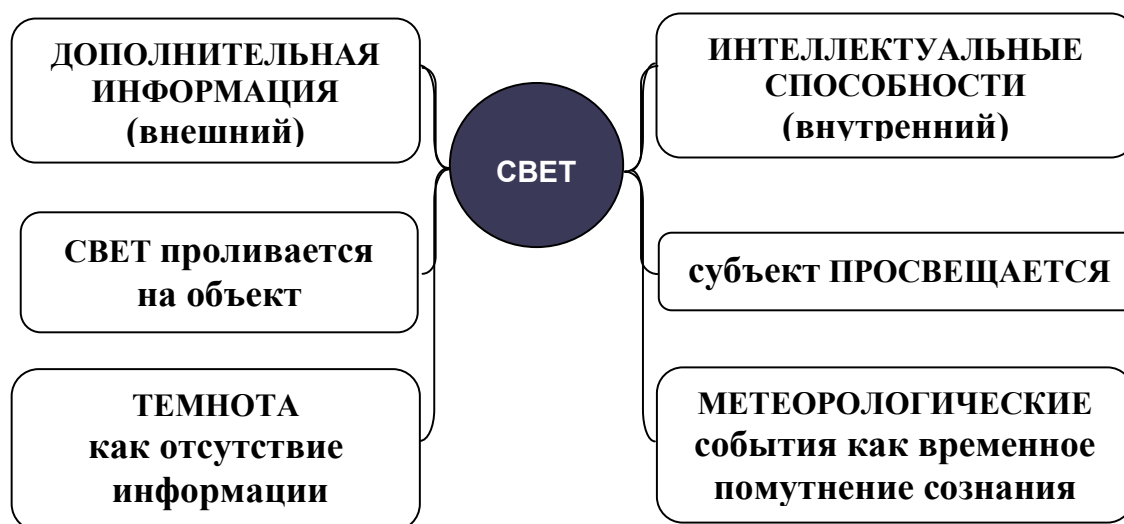 ДОПОЛНИТЕЛЬНАЯ
ИНФОРМАЦИЯ
(внешний)
СВЕТ проливается
на объект
ТЕМНОТА
как отсутствие
информации
СВЕТ
ИНТЕЛЛЕКТУАЛЬНЫЕ
СПОСОБНОСТИ
(внутренний)
субъект ПРОСВЕЩАЕТСЯ
МЕТЕОРОЛОГИЧЕСКИЕ
события как временное
помутнение сознания